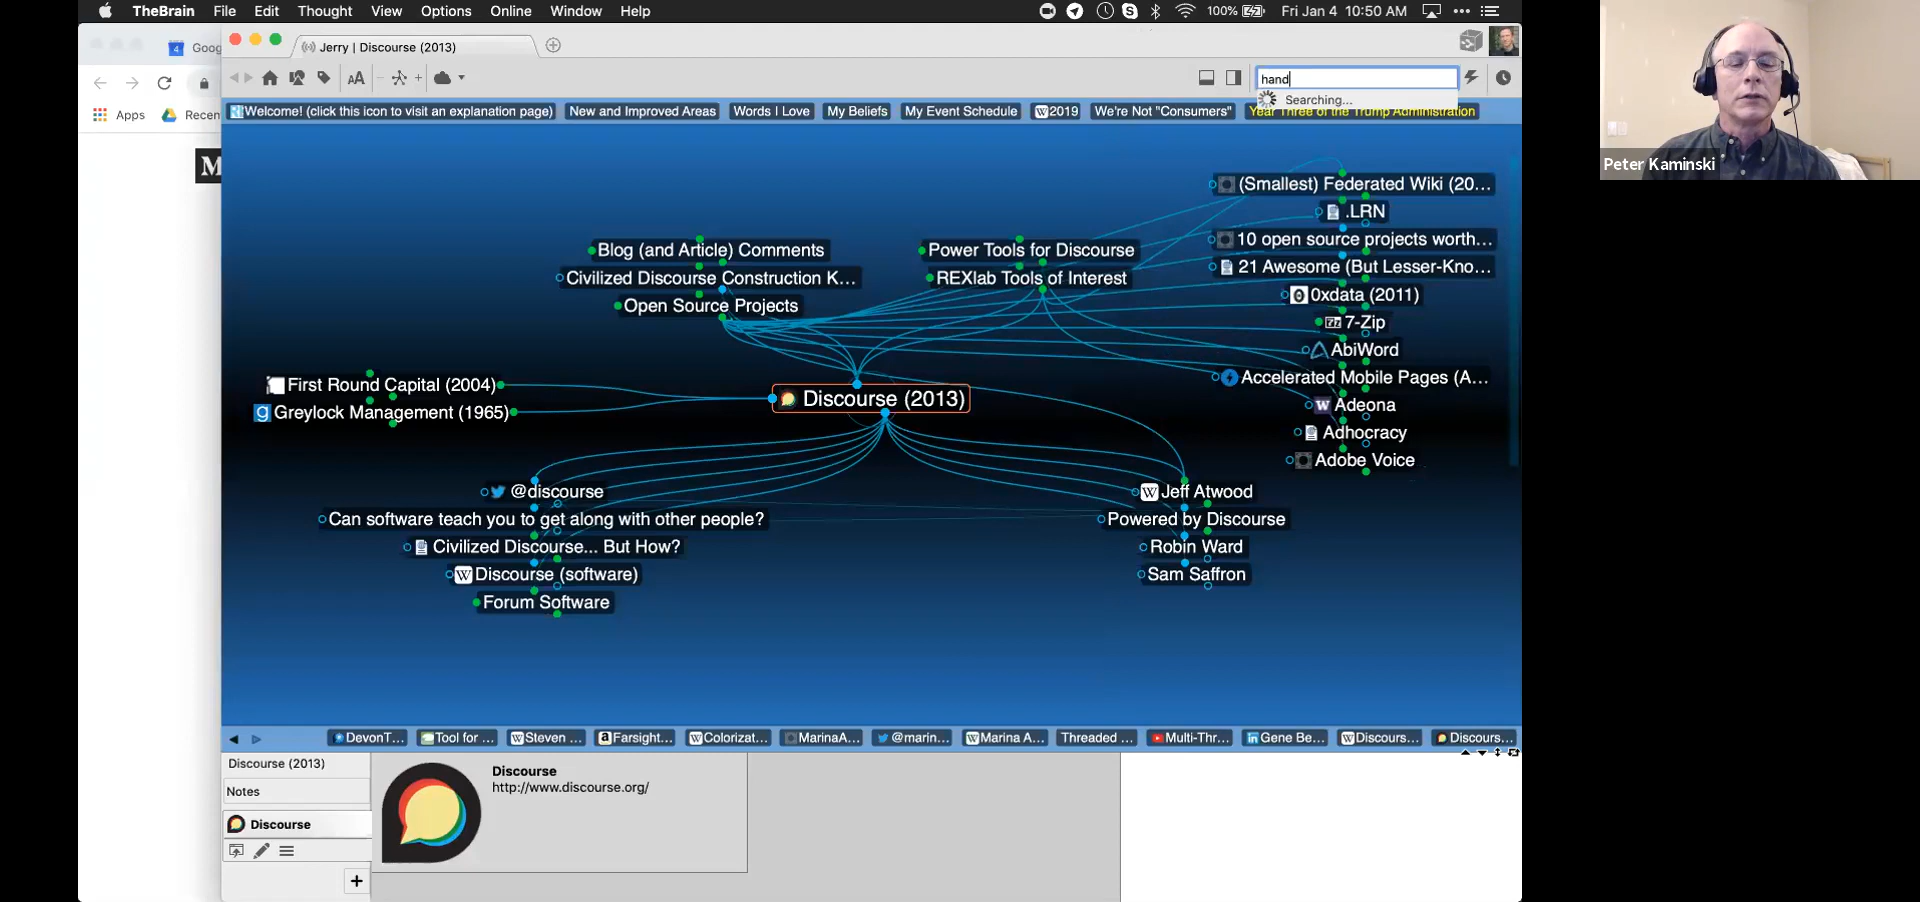 TheBrain File Edit Thought View Options Online Window Help 100% Fri Jan 4 10:50 AM
Goog
Jerry | Discourse (2013)
AA
hand
Searching...
Apps
Recen
Welcome! (click this icon to visit an explanation page)
New and Improved Areas
Words I Love
My Beliefs
My Event Schedule
2019
We're Not "Consumers"
Year Three of the Trump Administration
M
Peter Kaminski
(Smallest) Federated Wiki (20...
.LRN
10 open source projects worth...
21 Awesome (But Lesser-Kno...
0xdata (2011)
7-Zip
AbiWord
Accelerated Mobile Pages (A...
Adeona
Adhocracy
Adobe Voice
Blog (and Article) Comments
Civilized Discourse Construction K...
Open Source Projects
Power Tools for Discourse
REXlab Tools of Interest
First Round Capital (2004)
Greylock Management (1965)
Discourse (2013)
@discourse
Can software teach you to get along with other people?
Civilized Discourse... But How?
Discourse (software)
Forum Software
Jeff Atwood
Powered by Discourse
Robin Ward
Sam Saffron
DevonT...
Tool for ...
Steven ...
Farsight...
Colorizat...
MarinaA...
@marin...
Marina A...
Threaded ...
Multi-Thr...
Gene Be...
Discours...
Discours...
Discourse (2013)
Notes
Discourse
Discourse
http://www.discourse.org/